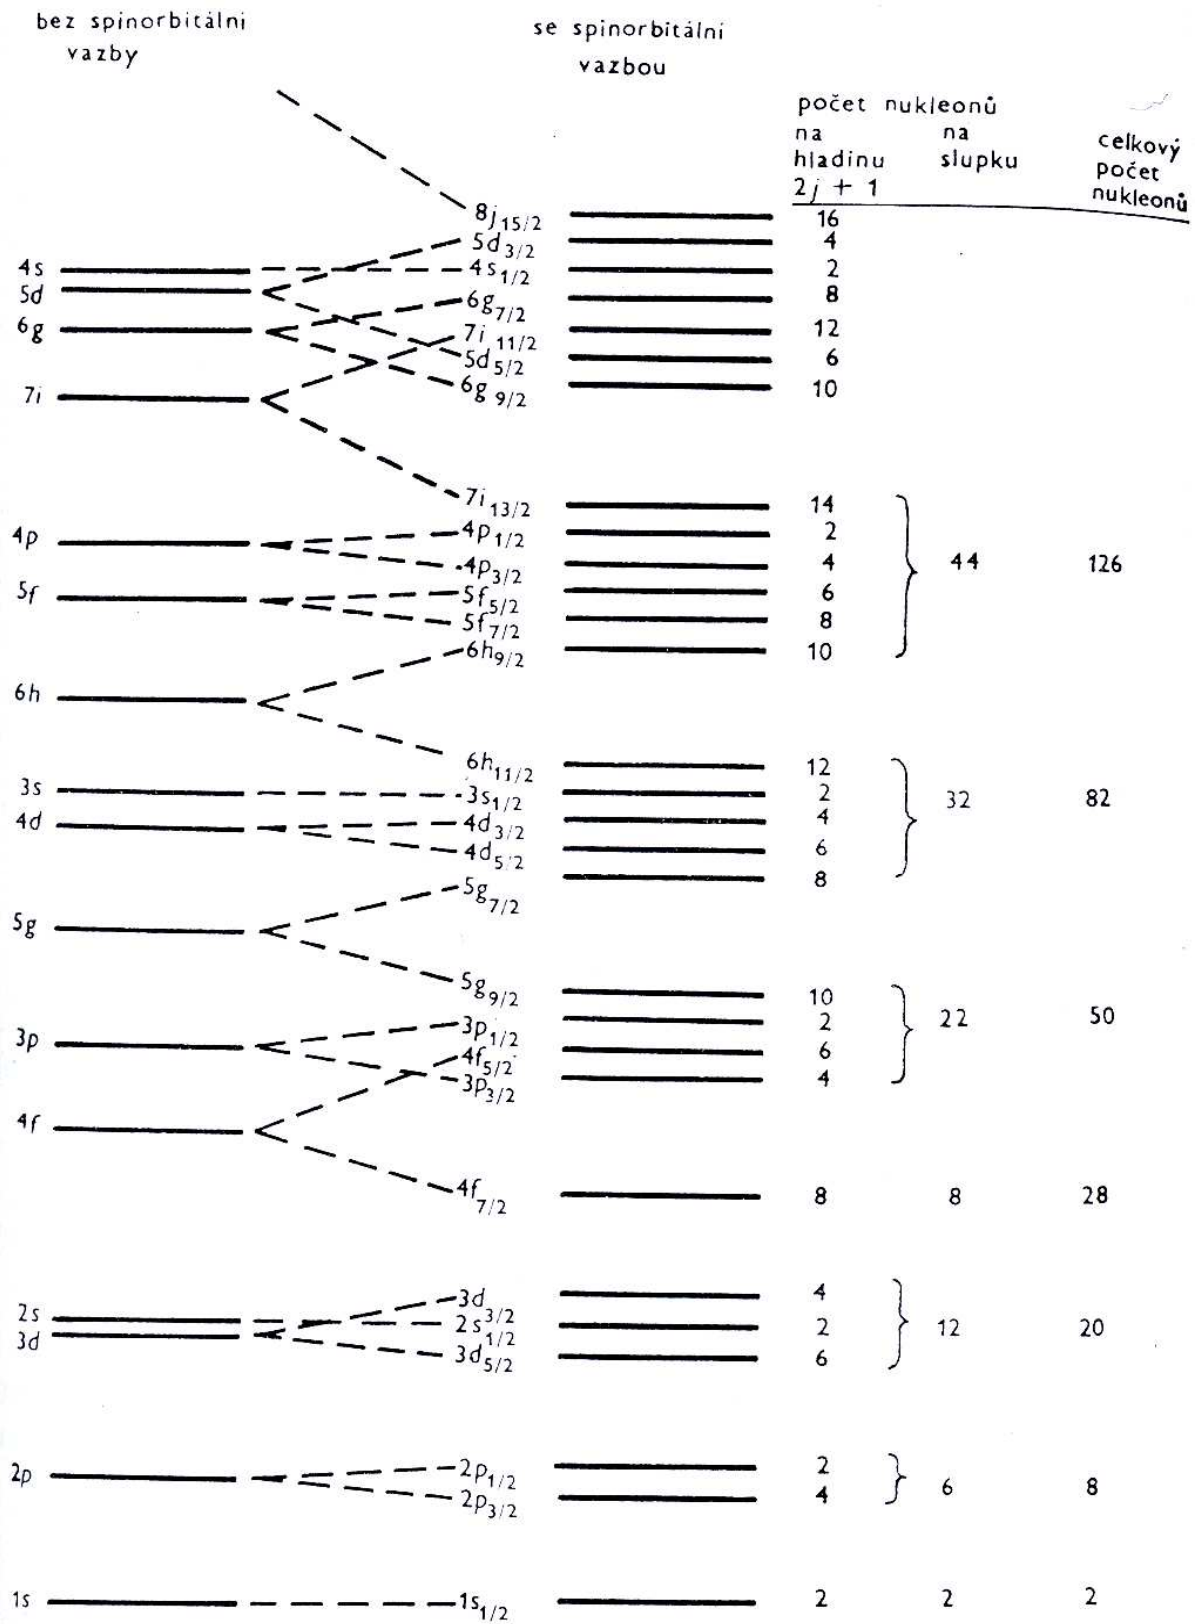 bez spinorbitální
vazby
se spinorbitální
vazbou
počet nukleonů
na
hladinu
2j + 1
na
slupku
celkový
počet
nukleonů
8j15/2 16
5d3/2 4
4s 4s1/2 2
5d
6g7/2 8
6g
7i11/2 12
5d5/2 6
6g9/2 10
7i
7i13/2 14
4p1/2 2
4p
4p3/2 4 44 126
5f
5f5/2 6
5f7/2 8
6h9/2 10
6h
6h11/2 12
3s 3s1/2 2 32 82
4d 4d3/2 4
4d5/2 6
5g7/2 8
5g
5g9/2 10
3p1/2 2 22 50
3p
4f5/2 6
3p3/2 4
4f
4f7/2 8 8 28
3d3/2 4
2s 2s1/2 2 12 20
3d
3d5/2 6
2p 2p1/2 2
2p3/2 4 6 8
1s 1s1/2 2 2 2